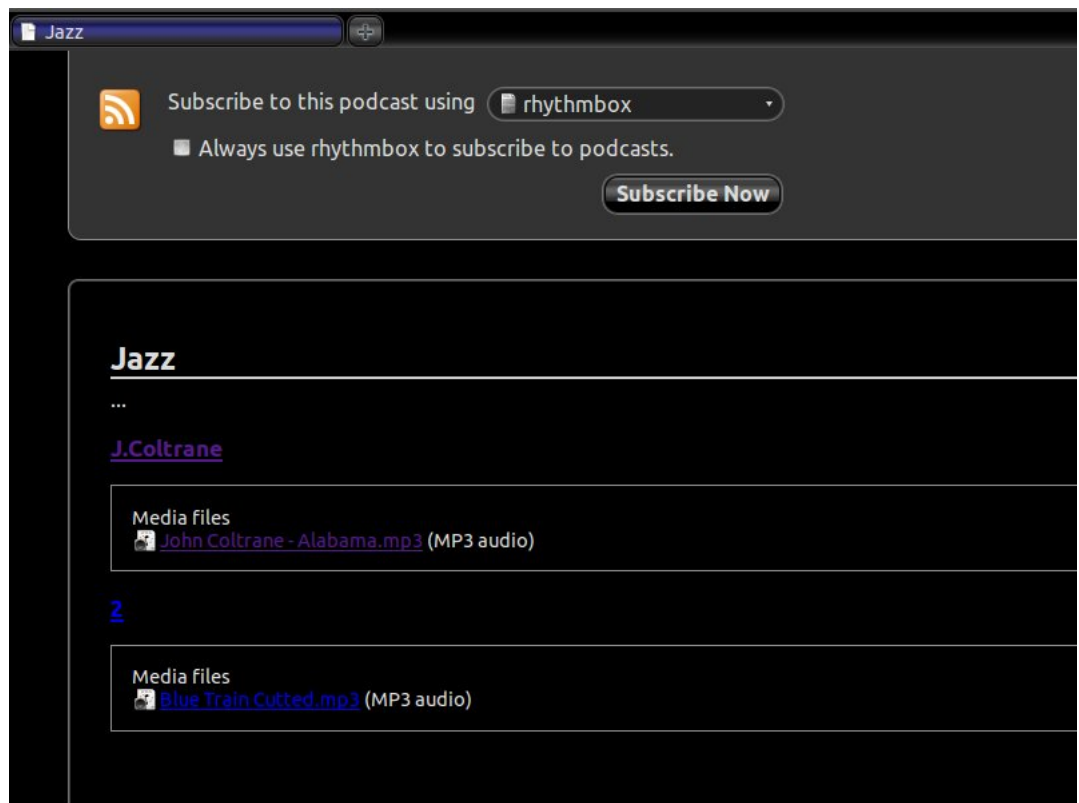 Jazz
Subscribe to this podcast using rhythmbox
Always use rhythmbox to subscribe to podcasts.
Subscribe Now
Jazz
...
J.Coltrane
Media files
John Coltrane - Alabama.mp3 (MP3 audio)
2
Media files
Blue Train Cutted.mp3 (MP3 audio)